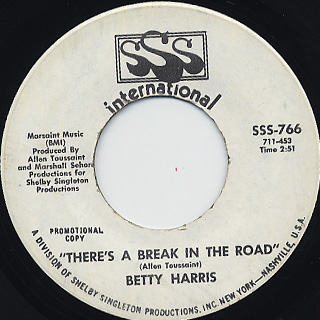 SSS
international
Marsaint Music
(BMI)
Produced By
Allen Toussaint
and Marshall Sehorn
Productions for
Shelby Singleton
Productions
SSS-766
711-453
Time 2:51
PROMOTIONAL
COPY
"THERE'S A BREAK IN THE ROAD"
(Allen Toussaint)
BETTY HARRIS
A DIVISION OF SHELBY SINGLETON PRODUCTIONS, INC. NEW YORK-NASHVILLE, U.S.A.